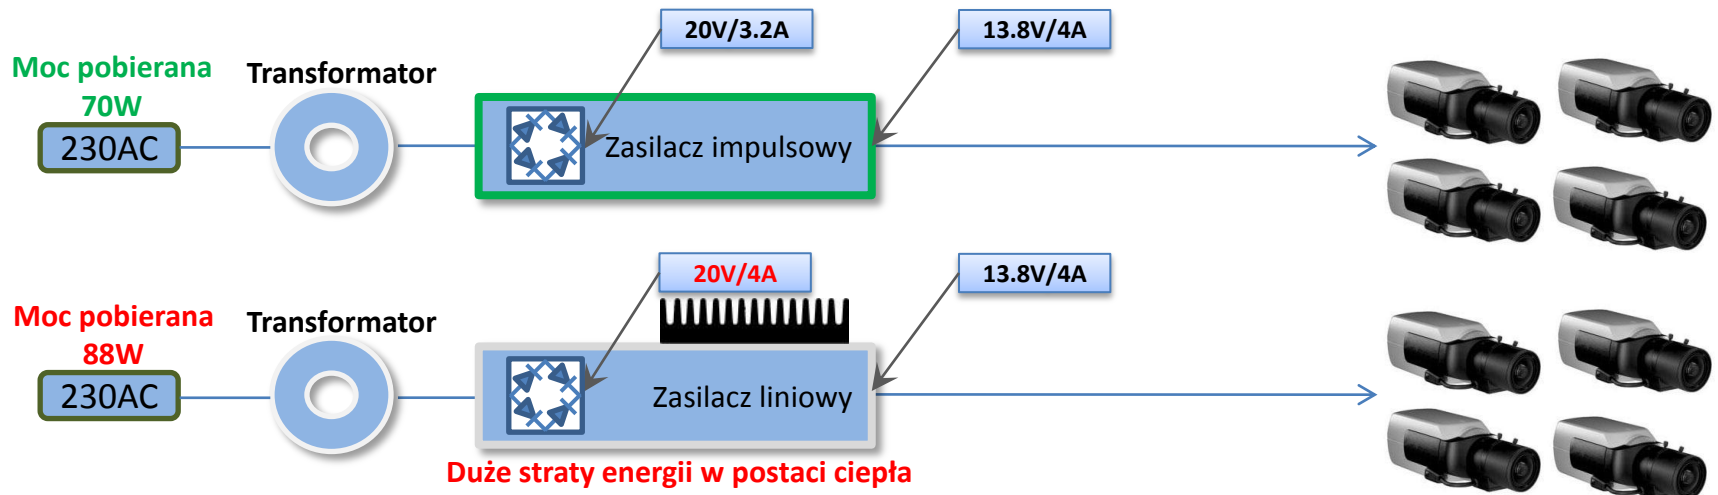 20V/3.2A
13.8V/4A
Moc pobierana
70W
Transformator
230AC
Zasilacz impulsowy
20V/4A
13.8V/4A
Moc pobierana
88W
Transformator
230AC
Zasilacz liniowy
Duże straty energii w postaci ciepła